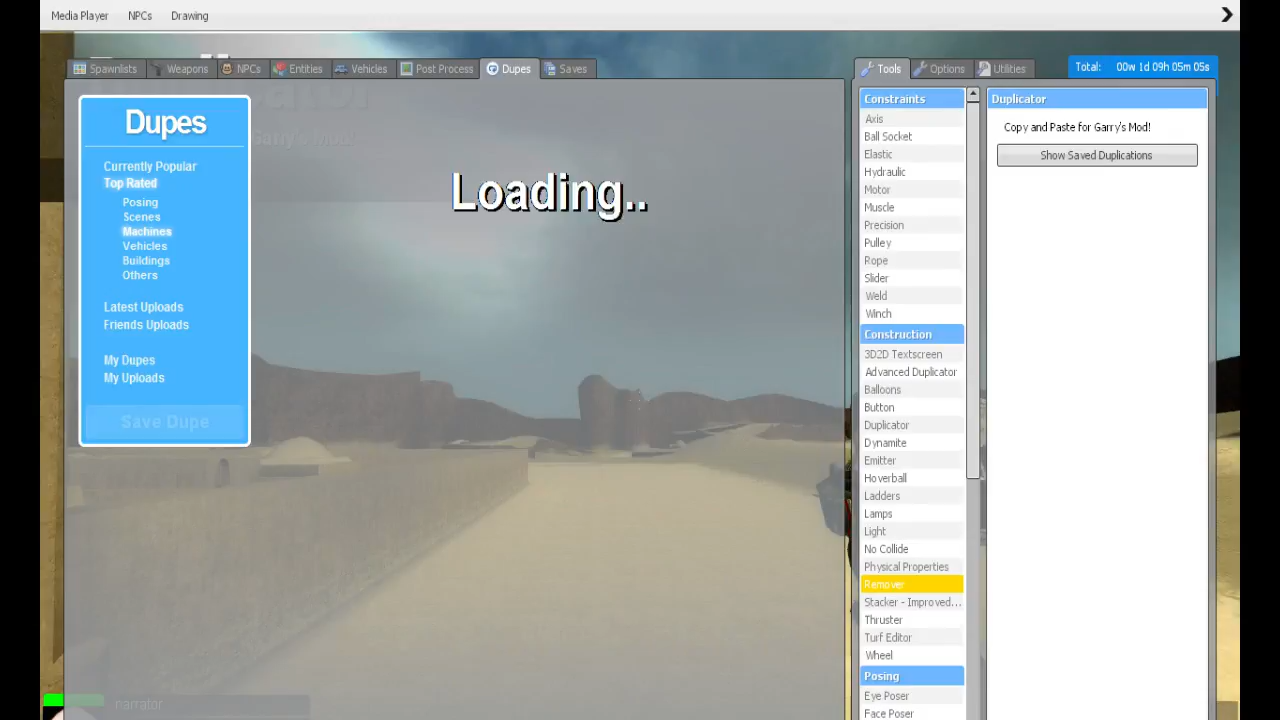 Media Player NPCs Drawing
Spawnlists Weapons NPCs Entities Vehicles Post Process Dupes Saves
Dupes
Currently Popular
Top Rated
Posing
Scenes
Machines
Vehicles
Buildings
Others
Latest Uploads
Friends Uploads
My Dupes
My Uploads
Save Dupe
Garry's Mod!
Loading..
narrator
Tools Options Utilities
Total: 00w 1d 09h 05m 05s
Constraints
Axis
Ball Socket
Elastic
Hydraulic
Motor
Muscle
Precision
Pulley
Rope
Slider
Weld
Winch
Construction
3D2D Textscreen
Advanced Duplicator
Balloons
Button
Duplicator
Dynamite
Emitter
Hoverball
Ladders
Lamps
Light
No Collide
Physical Properties
Remover
Stacker - Improved...
Thruster
Turf Editor
Wheel
Posing
Eye Poser
Face Poser
Duplicator
Copy and Paste for Garry's Mod!
Show Saved Duplications